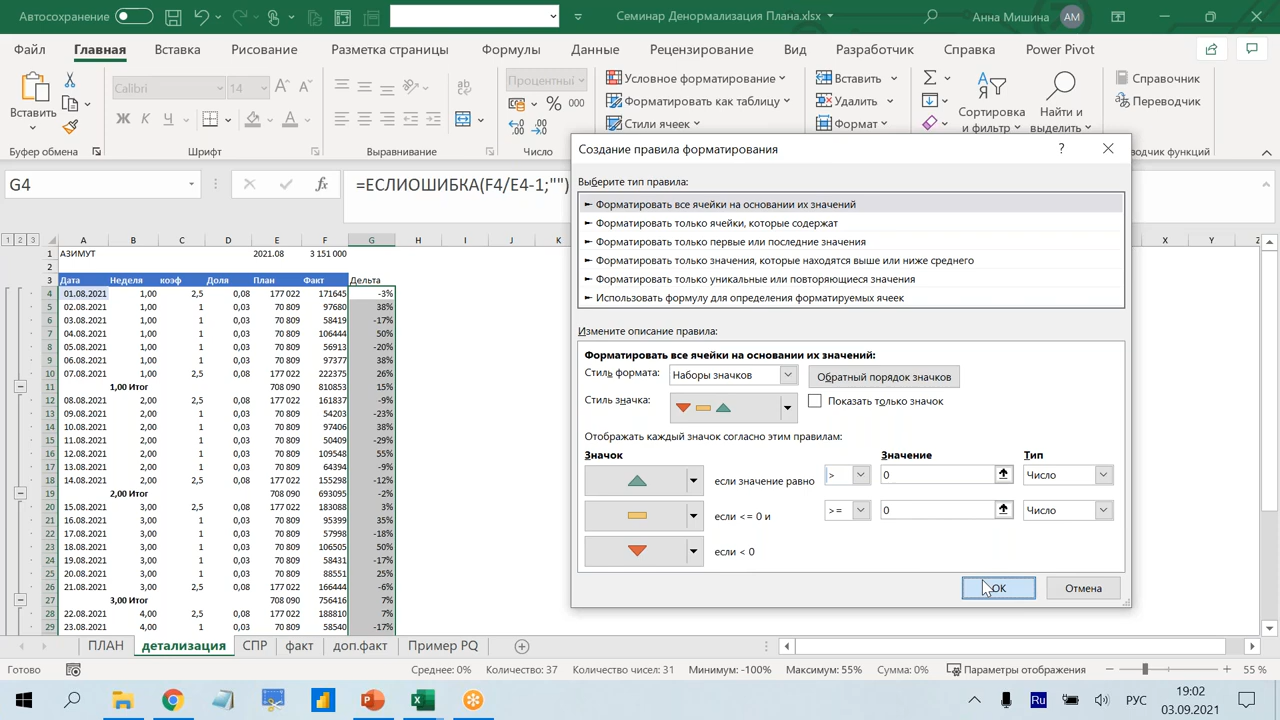 Автосохранение
Семинар Денормализация Плана.xlsx
Анна Мишина
АМ
Файл
Главная
Вставка
Рисование
Разметка страницы
Формулы
Данные
Рецензирование
Вид
Разработчик
Справка
Power Pivot
Вставить
Буфер обмена
Calibri
14
Ж К Ч
Шрифт
Выравнивание
Процентный
% 000
Число
Условное форматирование
Форматировать как таблицу
Стили ячеек
Вставить
Удалить
Формат
Сортировка
и фильтр
Найти и
выделить
Справочник
Переводчик
водчик функций
G4
fx
=ЕСЛИОШИБКА(F4/E4-1;"")
1 2 3
A B C D E F G H I J K X Y Z
1 АЗИМУТ 2021.08 3 151 000
2
3 Дата Неделя коэф Доля План Факт Дельта
4 01.08.2021 1,00 2,5 0,08 177 022 171645 -3%
5 02.08.2021 1,00 1 0,03 70 809 97680 38%
6 03.08.2021 1,00 1 0,03 70 809 58419 -17%
7 04.08.2021 1,00 1 0,03 70 809 106444 50%
8 05.08.2021 1,00 1 0,03 70 809 56913 -20%
9 06.08.2021 1,00 1 0,03 70 809 97377 38%
10 07.08.2021 1,00 2,5 0,08 177 022 222375 26%
11 1,00 Итог 708 090 810853 15%
12 08.08.2021 2,00 2,5 0,08 177 022 161837 -9%
13 09.08.2021 2,00 1 0,03 70 809 54203 -23%
14 10.08.2021 2,00 1 0,03 70 809 97406 38%
15 11.08.2021 2,00 1 0,03 70 809 50409 -29%
16 12.08.2021 2,00 1 0,03 70 809 109548 55%
17 13.08.2021 2,00 1 0,03 70 809 64394 -9%
18 14.08.2021 2,00 2,5 0,08 177 022 155298 -12%
19 2,00 Итог 708 090 693095 -2%
20 15.08.2021 3,00 2,5 0,08 177 022 183088 3%
21 16.08.2021 3,00 1 0,03 70 809 95399 35%
22 17.08.2021 3,00 1 0,03 70 809 57998 -18%
23 18.08.2021 3,00 1 0,03 70 809 106505 50%
24 19.08.2021 3,00 1 0,03 70 809 58431 -17%
25 20.08.2021 3,00 1 0,03 70 809 88551 25%
26 21.08.2021 3,00 2,5 0,08 177 022 166444 -6%
27 3,00 Итог 708 090 756416 7%
28 22.08.2021 4,00 2,5 0,08 177 022 188810 7%
29 23.08.2021 4,00 1 0,03 70 809 58540 -17%
Создание правила форматирования
?
Выберите тип правила:
► Форматировать все ячейки на основании их значений
► Форматировать только ячейки, которые содержат
► Форматировать только первые или последние значения
► Форматировать только значения, которые находятся выше или ниже среднего
► Форматировать только уникальные или повторяющиеся значения
► Использовать формулу для определения форматируемых ячеек
Измените описание правила:
Форматировать все ячейки на основании их значений:
Стиль формата:
Наборы значков
Обратный порядок значков
Стиль значка:
Показать только значок
Отображать каждый значок согласно этим правилам:
Значок
Значение
Тип
если значение равно > 0 Число
если <= 0 и >= 0 Число
если < 0
ОК
Отмена
ПЛАН
детализация
СПР
факт
доп.факт
Пример PQ
Готово
Среднее: 0%
Количество: 37
Количество чисел: 31
Минимум: -100%
Максимум: 55%
Сумма: 0%
Параметры отображения
55 %
Ru
РУС
19:02
03.09.2021